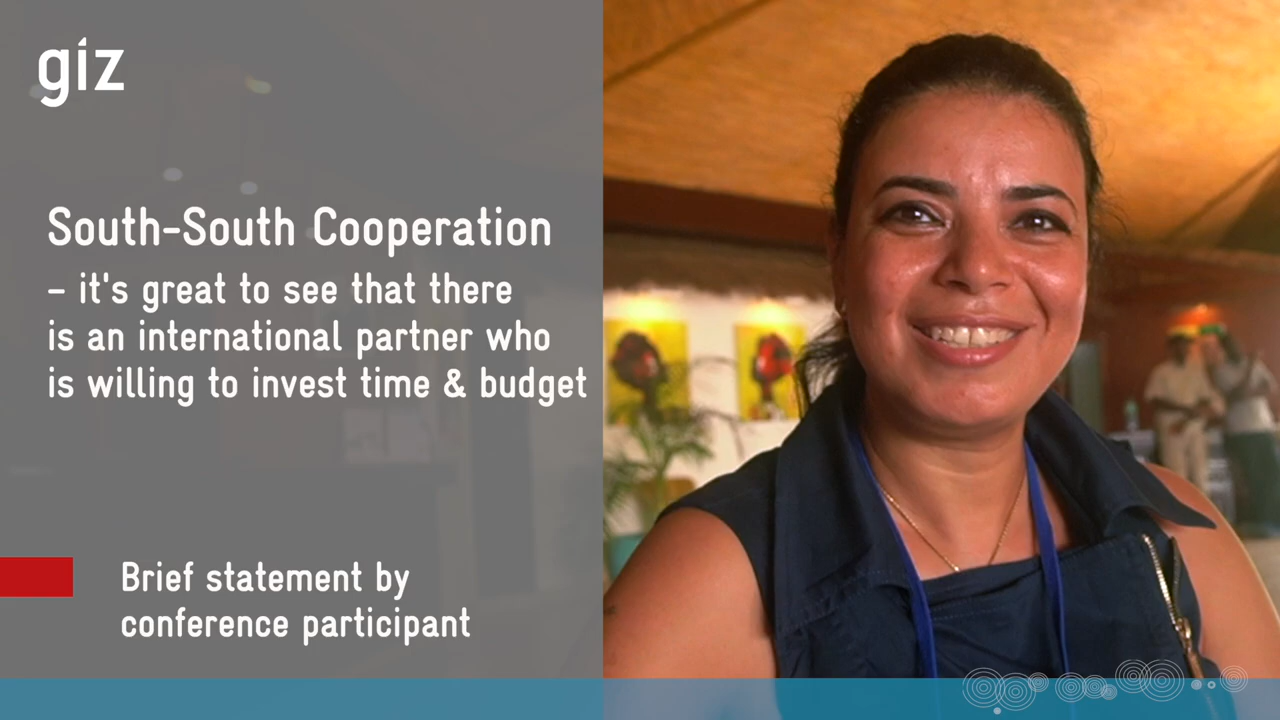 giz
South-South Cooperation
– it's great to see that there
is an international partner who
is willing to invest time & budget
Brief statement by
conference participant